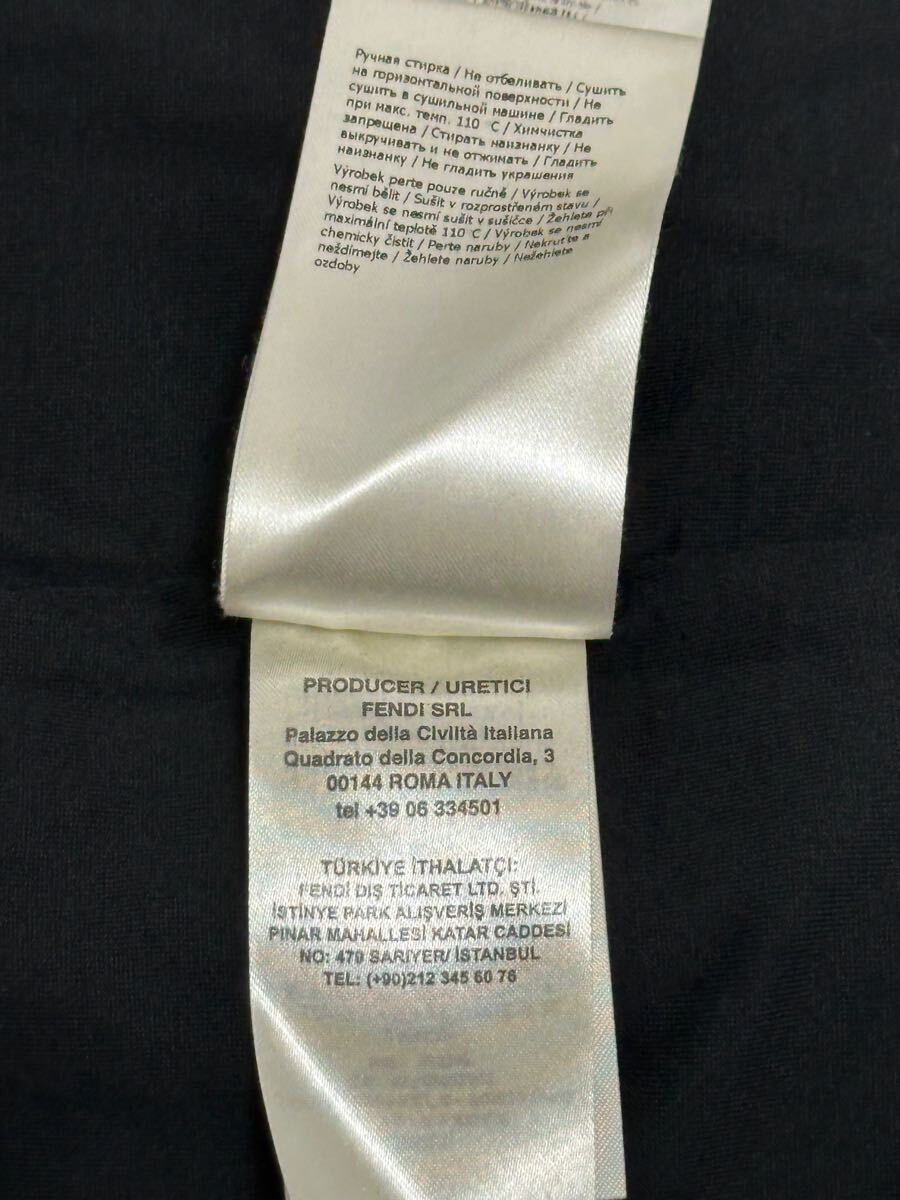 Ручная стирка / Не отбеливать / Сушить
на горизонтальной поверхности / Не
сушить в сушильной машине / Гладить
при макс. темп. 110 °C / Химчистка
запрещена / Стирать наизнанку / Не
выкручивать и не отжимать / Гладить
наизнанку / Не гладить украшения
Výrobek perte pouze ručně / Výrobek se
nesmí bělit / Sušit v rozprostřeném stavu /
Výrobek se nesmí sušit v sušičce / Žehlete při
maximální teplotě 110 °C / Výrobek se nesmí
chemicky čistit / Perte naruby / Nekruťte a
neždímejte / Žehlete naruby / Nežehlete
ozdoby
PRODUCER / URETICI
FENDI SRL
Palazzo della Civiltà Italiana
Quadrato della Concordia, 3
00144 ROMA ITALY
tel +39 06 334501
TÜRKİYE İTHALATÇI:
FENDİ DIŞ TİCARET LTD. ŞTİ.
İSTİNYE PARK ALIŞVERİŞ MERKEZİ
PINAR MAHALLESİ KATAR CADDESİ
NO: 479 SARIYER/ İSTANBUL
TEL: (+90)212 345 60 76